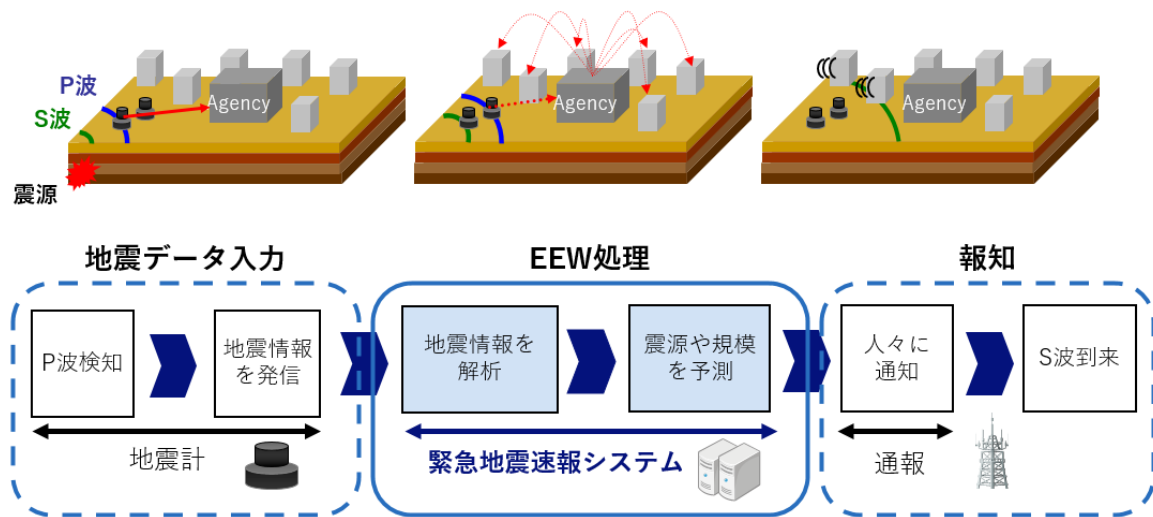 P波
S波
震源
Agency
Agency
Agency
地震データ入力
EEW処理
報知
P波検知
地震情報
を発信
地震情報を
解析
震源や規模
を予測
人々に
通知
S波到来
地震計
緊急地震速報システム
通報